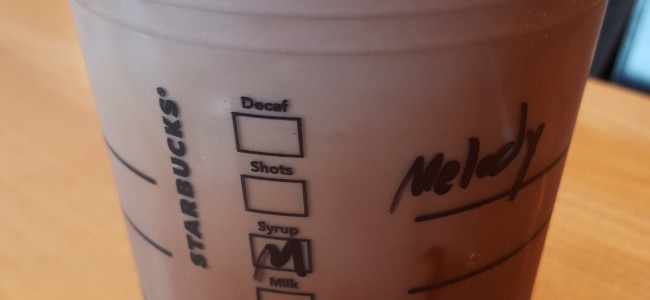 STARBUCKS®
Decaf
Shots
Syrup
M
Milk
Melody